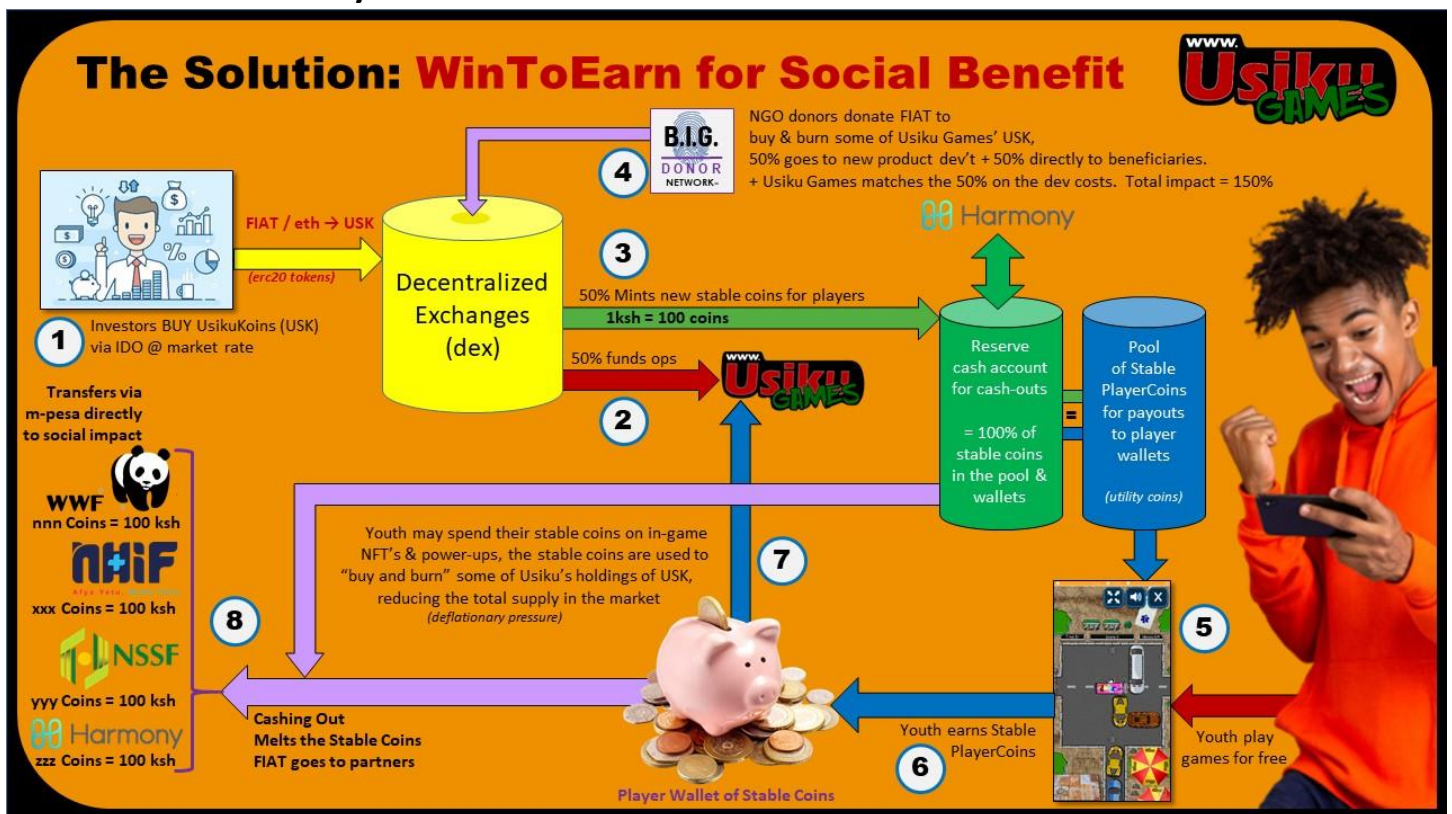 The Solution: WinToEarn for Social Benefit
www.
Usiku
GAMES
B.I.G.
DONOR
NETWORK
4
NGO donors donate FIAT to
buy & burn some of Usiku Games' USK,
50% goes to new product dev't + 50% directly to beneficiaries.
+ Usiku Games matches the 50% on the dev costs. Total impact = 150%
Harmony
FIAT / eth → USK
(erc20 tokens)
1
Investors BUY UsikuKoins (USK)
via IDO @ market rate
Decentralized
Exchanges
(dex)
3
50% Mints new stable coins for players
1ksh = 100 coins
50% funds ops
2
www.
Usiku
GAMES
Reserve
cash account
for cash-outs
= 100% of
stable coins
in the pool &
wallets
=
Pool
of Stable
PlayerCoins
for payouts
to player
wallets
(utility coins)
Transfers via
m-pesa directly
to social impact
WWF
nnn Coins = 100 ksh
NHiF
xxx Coins = 100 ksh
NSSF
yyy Coins = 100 ksh
Harmony
zzz Coins = 100 ksh
8
Youth may spend their stable coins on in-game
NFT's & power-ups, the stable coins are used to
"buy and burn" some of Usiku's holdings of USK,
reducing the total supply in the market
(deflationary pressure)
7
Cashing Out
Melts the Stable Coins
FIAT goes to partners
Player Wallet of Stable Coins
Youth earns Stable
PlayerCoins
6
5
X
Youth play
games for free